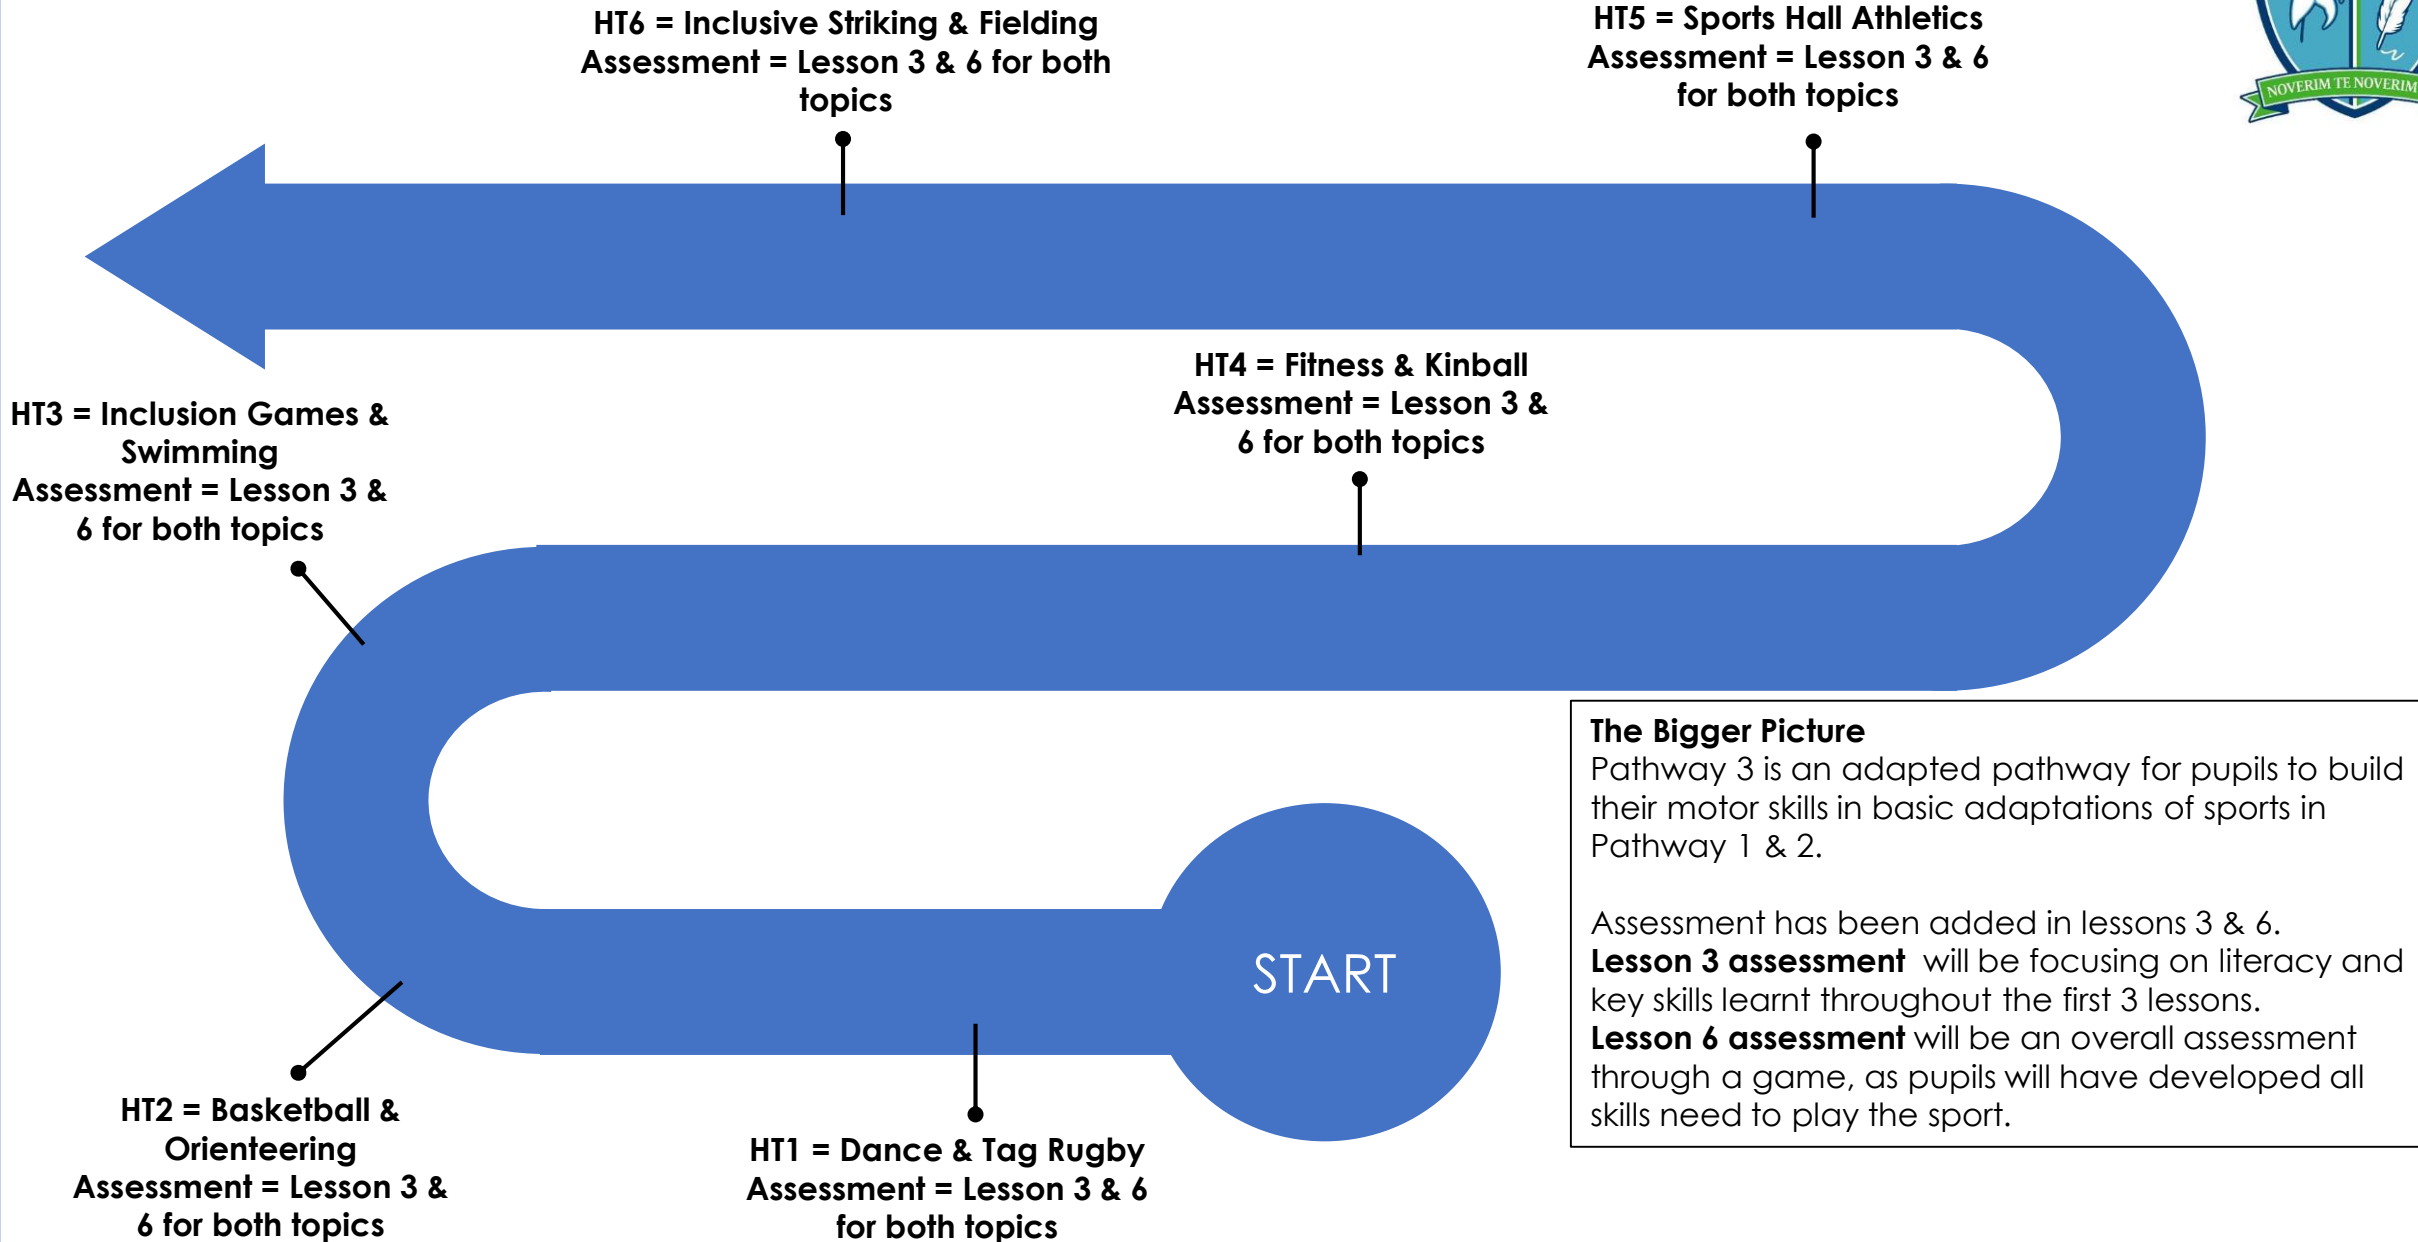 HT6 = Inclusive Striking & Fielding
Assessment = Lesson 3 & 6 for both
topics
HT5 = Sports Hall Athletics
Assessment = Lesson 3 & 6
for both topics
NOVERIM TE NOVERIM
HT4 = Fitness & Kinball
Assessment = Lesson 3 &
6 for both topics
HT3 = Inclusion Games &
Swimming
Assessment = Lesson 3 &
6 for both topics
The Bigger Picture
Pathway 3 is an adapted pathway for pupils to build
their motor skills in basic adaptations of sports in
Pathway 1 & 2.
Assessment has been added in lessons 3 & 6.
Lesson 3 assessment will be focusing on literacy and
key skills learnt throughout the first 3 lessons.
Lesson 6 assessment will be an overall assessment
through a game, as pupils will have developed all
skills need to play the sport.
START
HT2 = Basketball &
Orienteering
Assessment = Lesson 3 &
6 for both topics
HT1 = Dance & Tag Rugby
Assessment = Lesson 3 & 6
for both topics